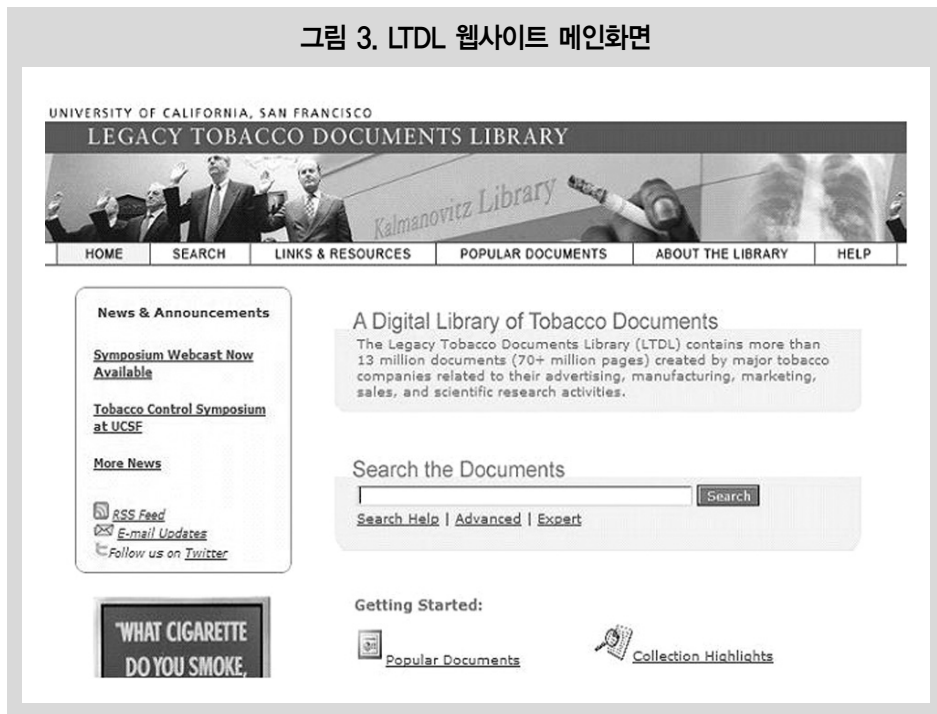 그림 3. LTDL 웹사이트 메인화면
UNIVERSITY OF CALIFORNIA, SAN FRANCISCO
LEGACY TOBACCO DOCUMENTS LIBRARY
Kalmanovitz Library
HOME SEARCH LINKS & RESOURCES POPULAR DOCUMENTS ABOUT THE LIBRARY HELP
News & Announcements
Symposium Webcast Now
Available
Tobacco Control Symposium
at UCSF
More News
RSS Feed
E-mail Updates
Follow us on Twitter
"WHAT CIGARETTE
DO YOU SMOKE,
A Digital Library of Tobacco Documents
The Legacy Tobacco Documents Library (LTDL) contains more than
13 million documents (70+ million pages) created by major tobacco
companies related to their advertising, manufacturing, marketing,
sales, and scientific research activities.
Search the Documents
Search
Search Help | Advanced | Expert
Getting Started:
Popular Documents
Collection Highlights